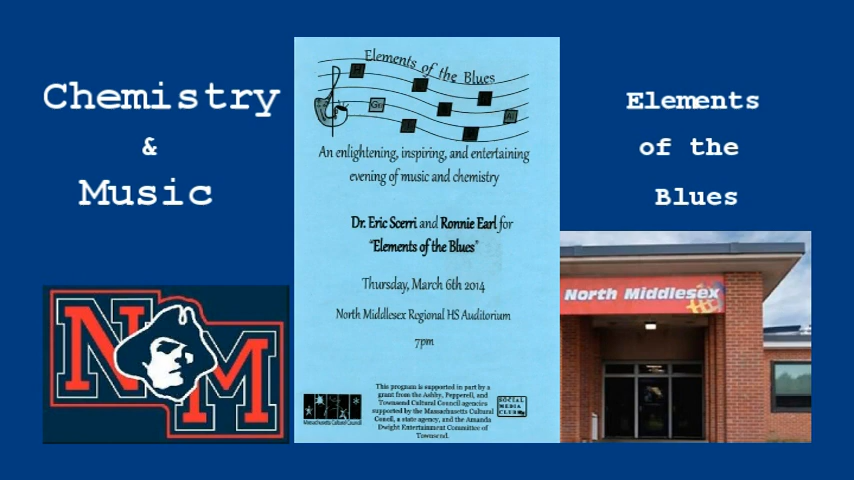 Chemistry
&
Music
Elements of the Blues
An enlightening, inspiring, and entertaining
evening of music and chemistry
Dr. Eric Scerri and Ronnie Earl for
"Elements of the Blues"
Thursday, March 6th 2014
North Middlesex Regional HS Auditorium
7pm
This program is supported in part by a
grant from the Ashby, Pepperell, and
Townsend Cultural Council agencies
supported by the Massachusetts Cultural
Counil, a state agency, and the Amanda
Dwight Entertainment Committee of
Townsend.
Massachusetts Cultural Council
SOCIAL
MEDIA
CLUB
Elements
of the
Blues
North Middlesex
N M